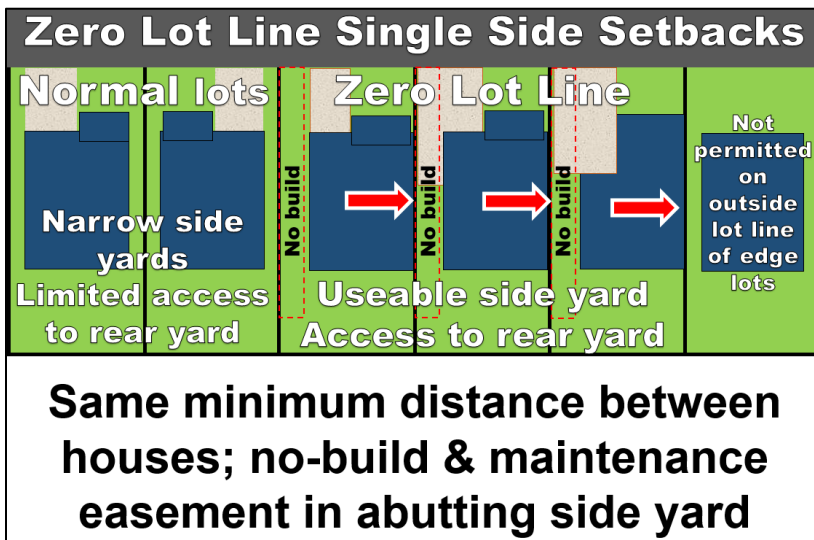 Zero Lot Line Single Side Setbacks
Normal lots
Zero Lot Line
Narrow side
yards
Limited access
to rear yard
No build
No build
No build
Useable side yard
Access to rear yard
Not
permitted
on
outside
lot line
of edge
lots
Same minimum distance between
houses; no-build & maintenance
easement in abutting side yard